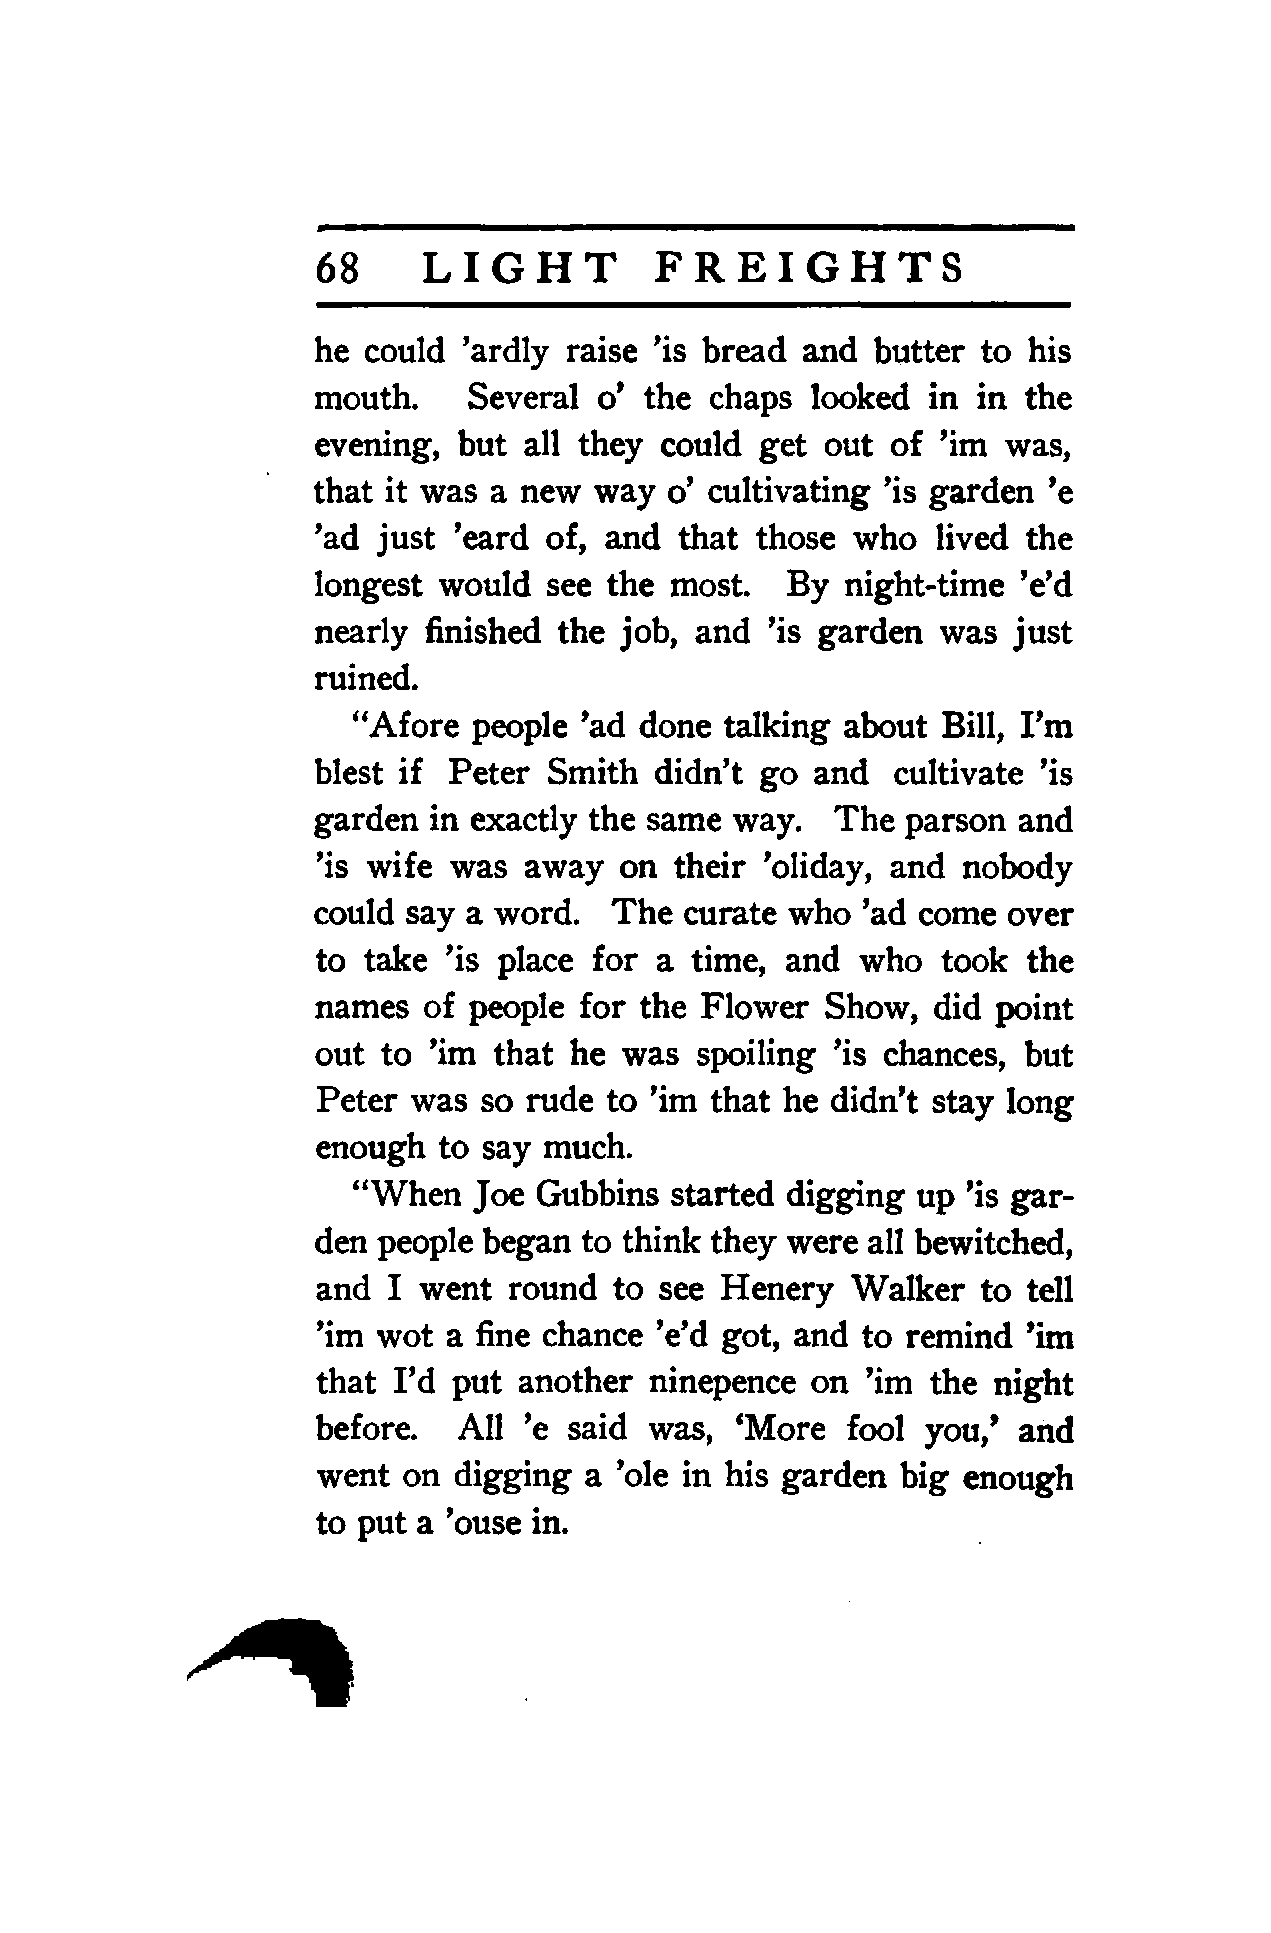 68 LIGHT FREIGHTS
he could ’ardly raise ’is bread and butter to his
mouth. Several o’ the chaps looked in in the
evening, but all they could get out of ’im was,
that it was a new way o’ cultivating ’is garden ’e
’ad just ’eard of, and that those who lived the
longest would see the most. By night-time ’e’d
nearly finished the job, and ’is garden was just
ruined.
“Afore people ’ad done talking about Bill, I’m
blest if Peter Smith didn’t go and cultivate ’is
garden in exactly the same way. The parson and
’is wife was away on their ’oliday, and nobody
could say a word. The curate who ’ad come over
to take ’is place for a time, and who took the
names of people for the Flower Show, did point
out to ’im that he was spoiling ’is chances, but
Peter was so rude to ’im that he didn’t stay long
enough to say much.
“When Joe Gubbins started digging up ’is gar-
den people began to think they were all bewitched,
and I went round to see Henery Walker to tell
’im wot a fine chance ’e’d got, and to remind ’im
that I’d put another ninepence on ’im the night
before. All ’e said was, ‘More fool you,’ and
went on digging a ’ole in his garden big enough
to put a ’ouse in.